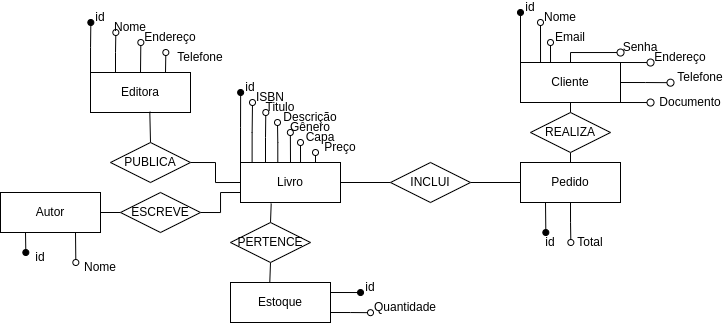 id
Nome
Endereço
Telefone
Editora
id
Nome
Email
Senha
Endereço
Telefone
Documento
Cliente
id
ISBN
Titulo
Descrição
Gênero
Capa
Preço
PUBLICA
REALIZA
Livro
INCLUI
Pedido
Autor
ESCREVE
id
Nome
PERTENCE
id
Total
Estoque
id
Quantidade